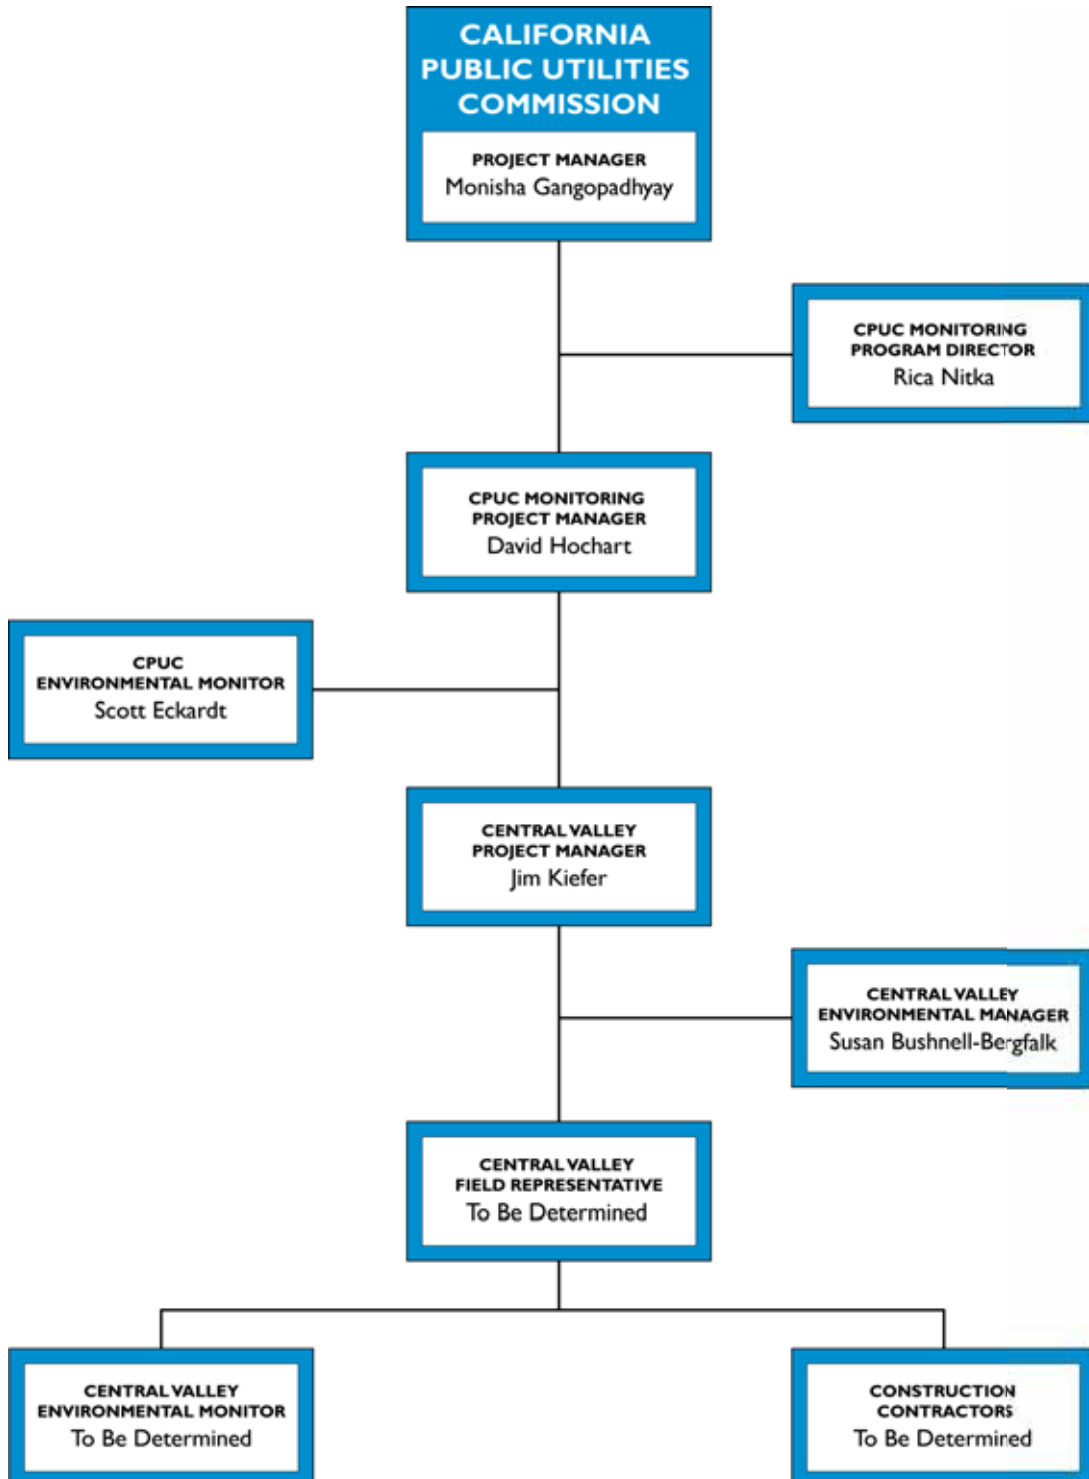 CALIFORNIA
PUBLIC UTILITIES
COMMISSION
PROJECT MANAGER
Monisha Gangopadhyay
CPUC MONITORING
PROGRAM DIRECTOR
Rica Nitka
CPUC MONITORING
PROJECT MANAGER
David Hochart
CPUC
ENVIRONMENTAL MONITOR
Scott Eckardt
CENTRAL VALLEY
PROJECT MANAGER
Jim Kiefer
CENTRAL VALLEY
ENVIRONMENTAL MANAGER
Susan Bushnell-Bergfalk
CENTRAL VALLEY
FIELD REPRESENTATIVE
To Be Determined
CENTRAL VALLEY
ENVIRONMENTAL MONITOR
To Be Determined
CONSTRUCTION
CONTRACTORS
To Be Determined